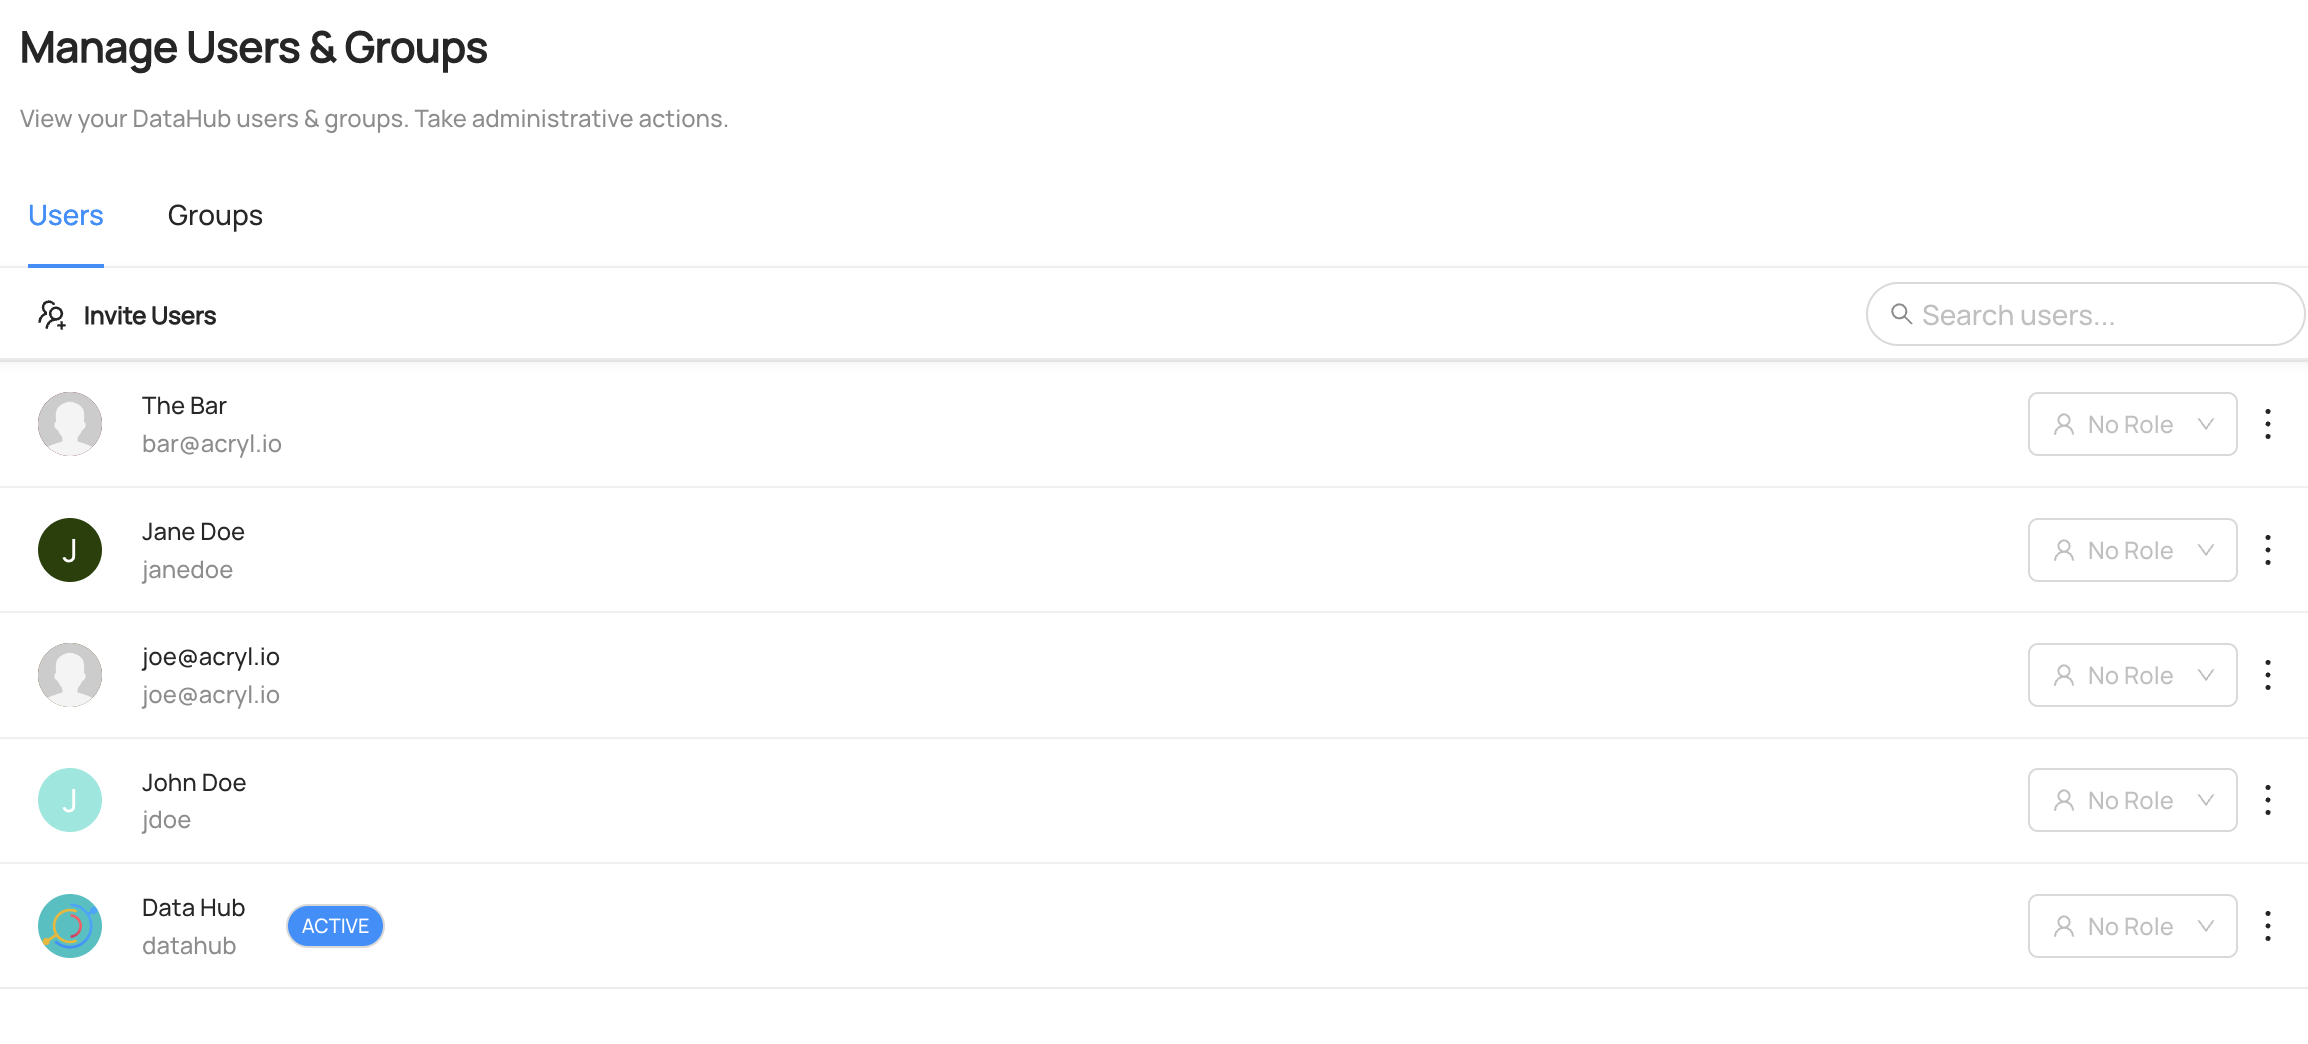 Manage Users & Groups
View your DataHub users & groups. Take administrative actions.
Users
Groups
Invite Users
Search users...
The Bar
bar@acryl.io
No Role
J
Jane Doe
janedoe
No Role
joe@acryl.io
joe@acryl.io
No Role
J
John Doe
jdoe
No Role
Data Hub
datahub
ACTIVE
No Role